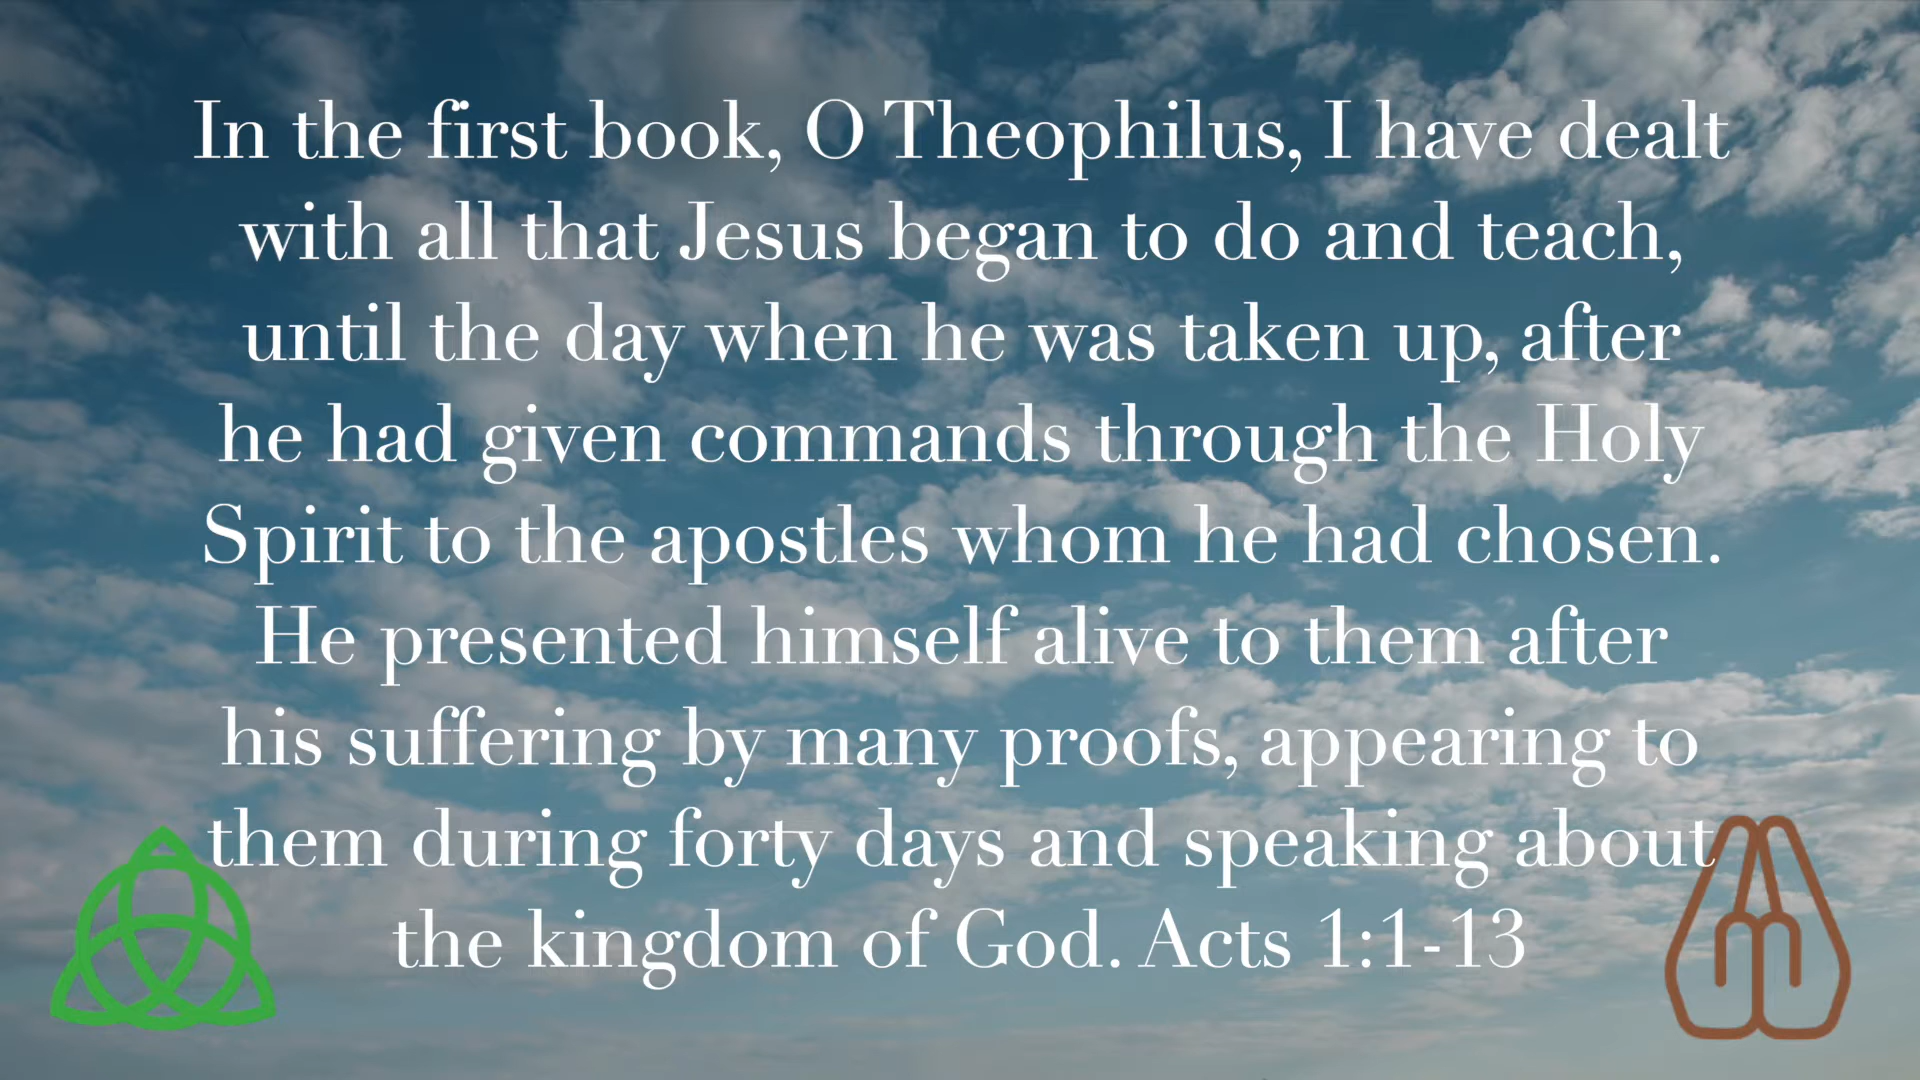 In the first book, O Theophilus, I have dealt
with all that Jesus began to do and teach,
until the day when he was taken up, after
he had given commands through the Holy
Spirit to the apostles whom he had chosen.
He presented himself alive to them after
his suffering by many proofs, appearing to
them during forty days and speaking about
the kingdom of God. Acts 1:1-13